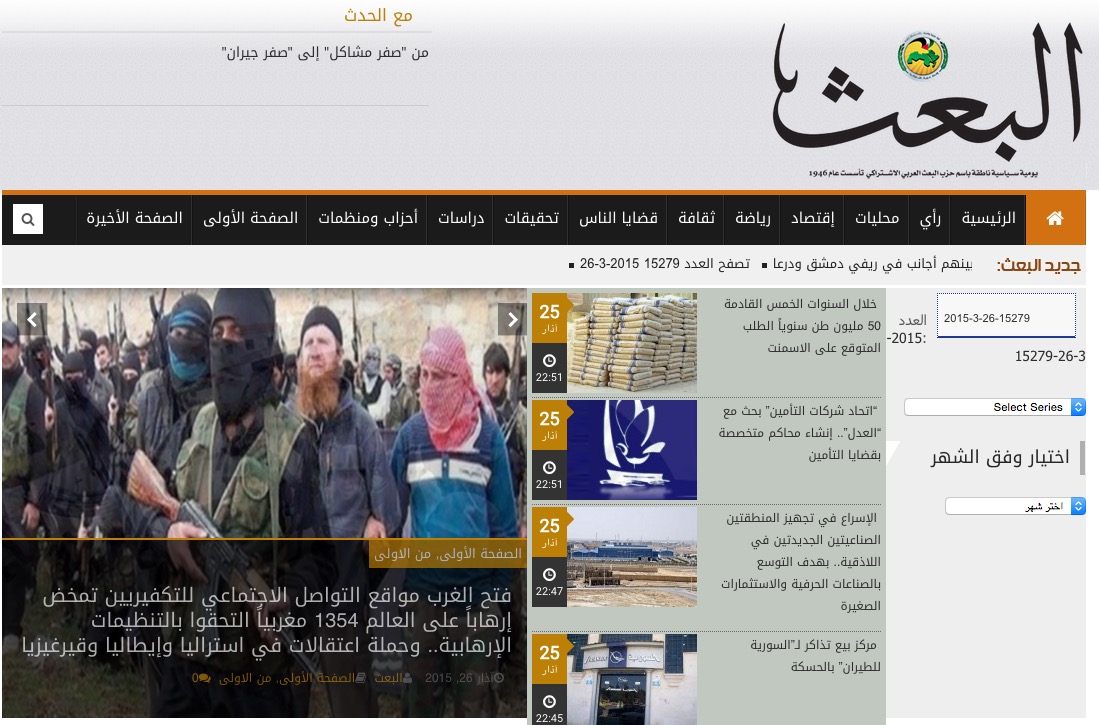 مع الحدث
من "صفر مشاكل" إلى "صفر جيران"
البعث
يومية سياسية ناطقة باسم حزب البعث العربي الاشتراكي تأسست عام 1946
الرئيسية
رأي
محليات
إقتصاد
رياضة
ثقافة
قضايا الناس
تحقيقات
دراسات
أحزاب ومنظمات
الصفحة الأولى
الصفحة الأخيرة
جديد البعث:
بينهم أجانب في ريفي دمشق ودرعا ■ تصفح العدد 15279 2015-3-26 ■
2015-3-26-15279
العدد
:2015-
15279-26-3
Select Series
اختيار وفق الشهر
اختر شهر
25
آذار
22:51
خلال السنوات الخمس القادمة
50 مليون طن سنوياً الطلب
المتوقع على الاسمنت
25
آذار
22:51
"اتحاد شركات التأمين" بحث مع
"العدل".. إنشاء محاكم متخصصة
بقضايا التأمين
25
آذار
22:47
الإسراع في تجهيز المنطقتين
الصناعيتين الجديدتين في
اللاذقية.. بهدف التوسع
بالصناعات الحرفية والاستثمارات
الصغيرة
25
آذار
22:45
مركز بيع تذاكر لـ"السورية
للطيران" بالحسكة
الصفحة الأولى, من الاولى
فتح الغرب مواقع التواصل الاجتماعي للتكفيريين تمخض
إرهاباً على العالم 1354 مغربياً التحقوا بالتنظيمات
الإرهابية.. وحملة اعتقالات في استراليا وإيطاليا وقيرغيزيا
آذار 26, 2015 البعث الصفحة الأولى, من الاولى 0